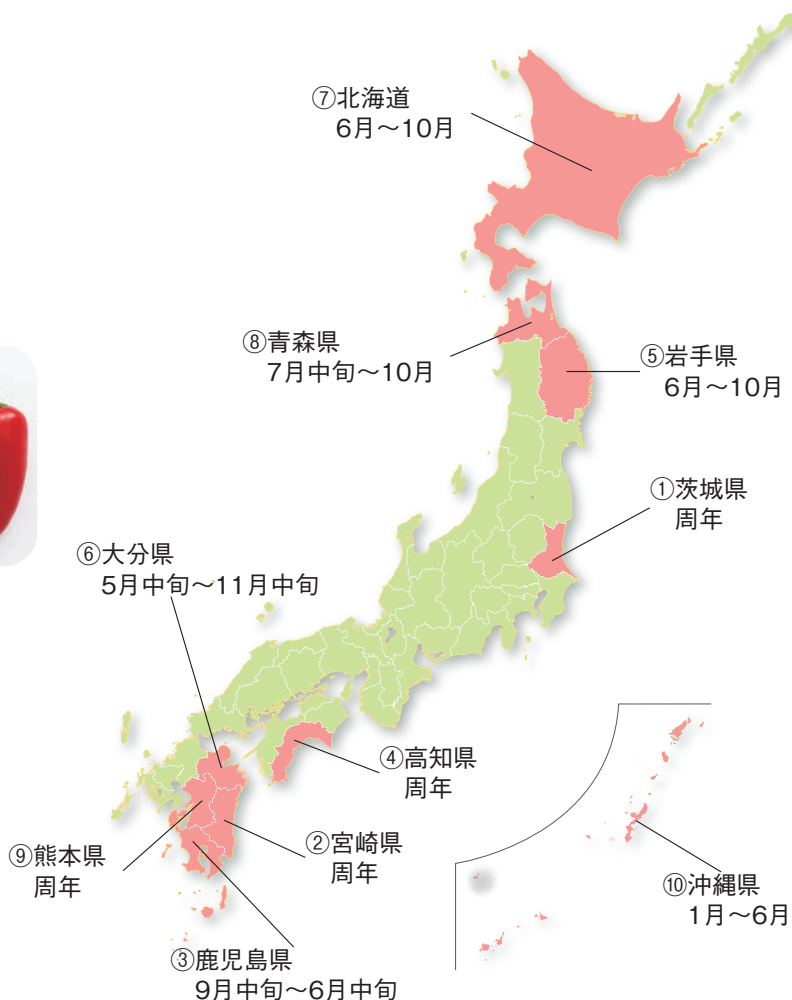 ⑦北海道
6月～10月
⑧青森県
7月中旬～10月
⑤岩手県
6月～10月
①茨城県
周年
⑥大分県
5月中旬～11月中旬
④高知県
周年
②宮崎県
周年
⑨熊本県
周年
⑩沖縄県
1月～6月
③鹿児島県
9月中旬～6月中旬